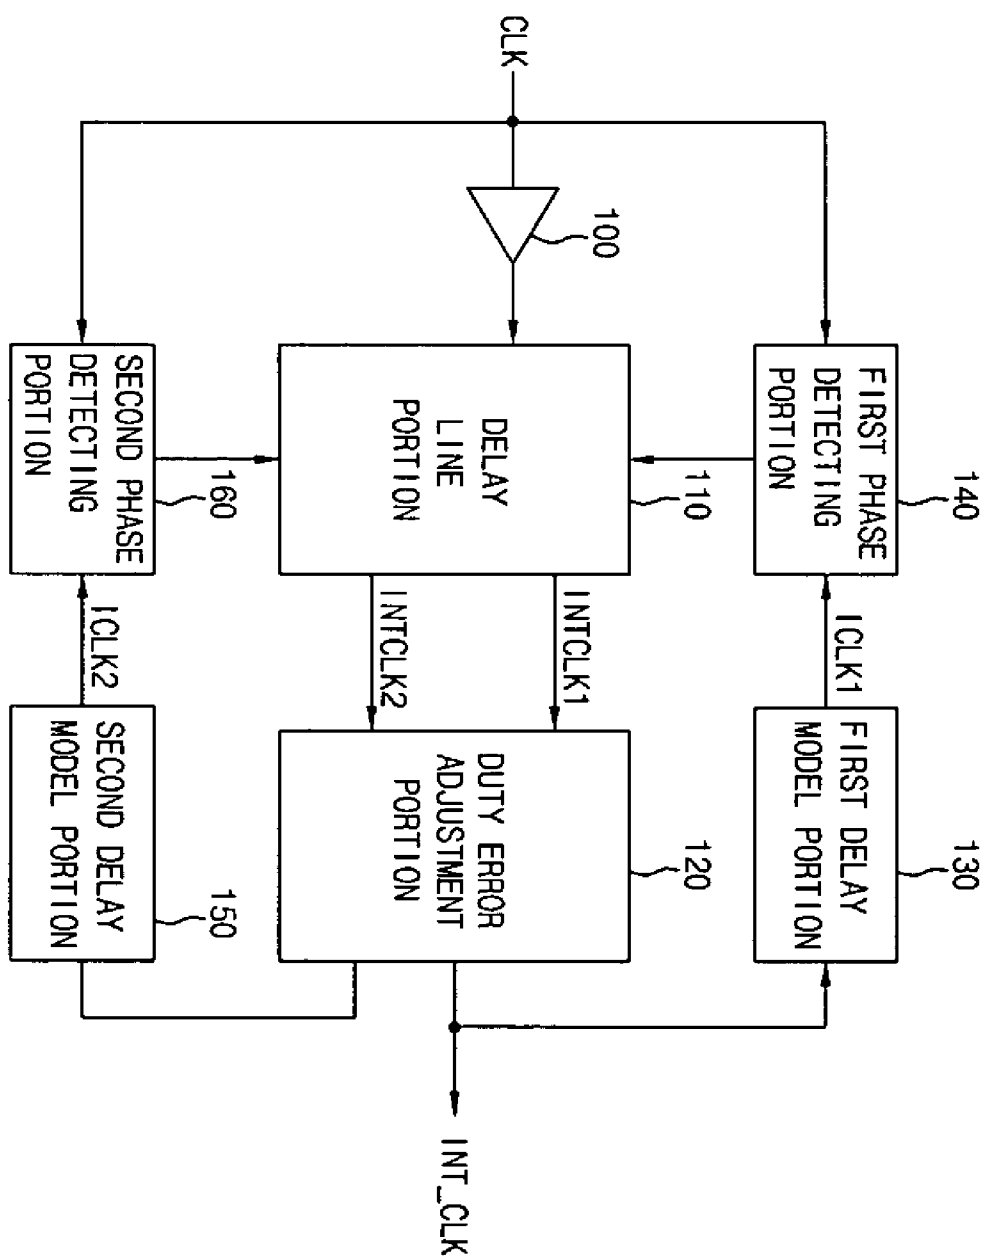 140
FIRST PHASE
DETECTING
PORTION
ICLK1
130
FIRST DELAY
MODEL PORTION
CLK
100
110
DELAY
LINE
PORTION
INTCLK1
INTCLK2
120
DUTY ERROR
ADJUSTMENT
PORTION
INT_CLK
160
SECOND PHASE
DETECTING
PORTION
ICLK2
150
SECOND DELAY
MODEL PORTION